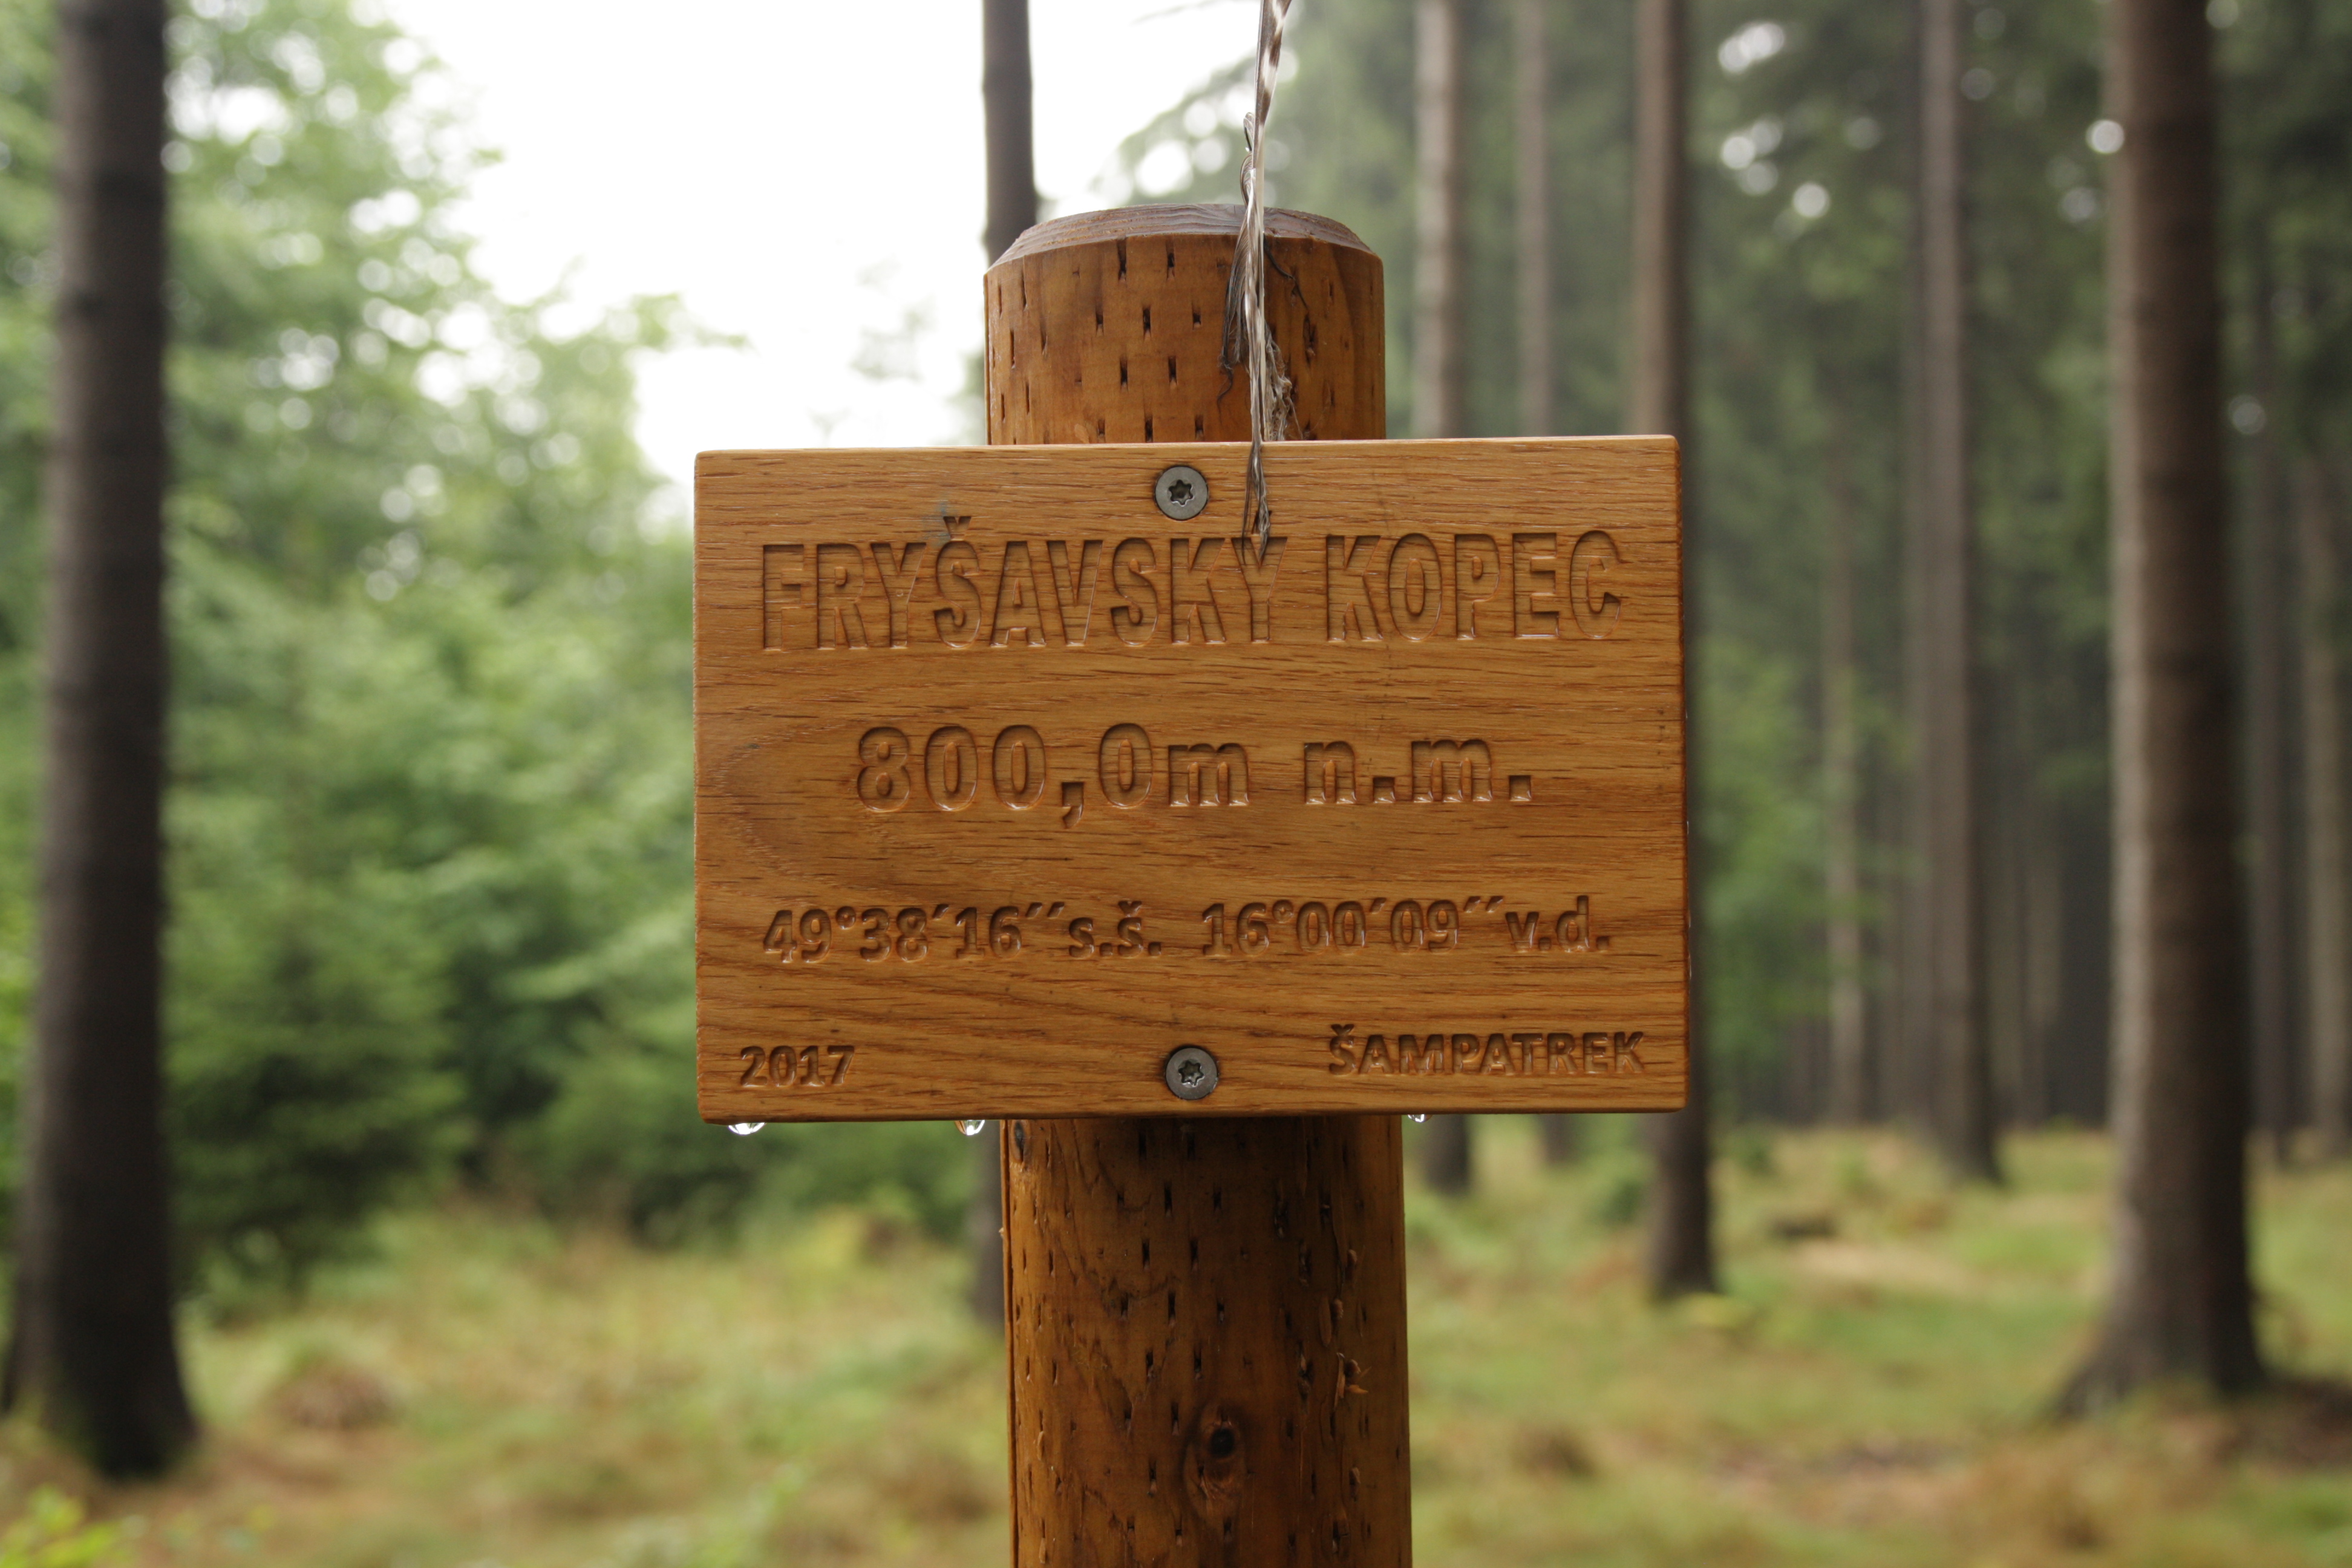 FRYŠAVSKÝ KOPEC
800,0m n.m.
49°38´16´´s.š. 16°00´09´´v.d.
2017 ŠAMPATREK